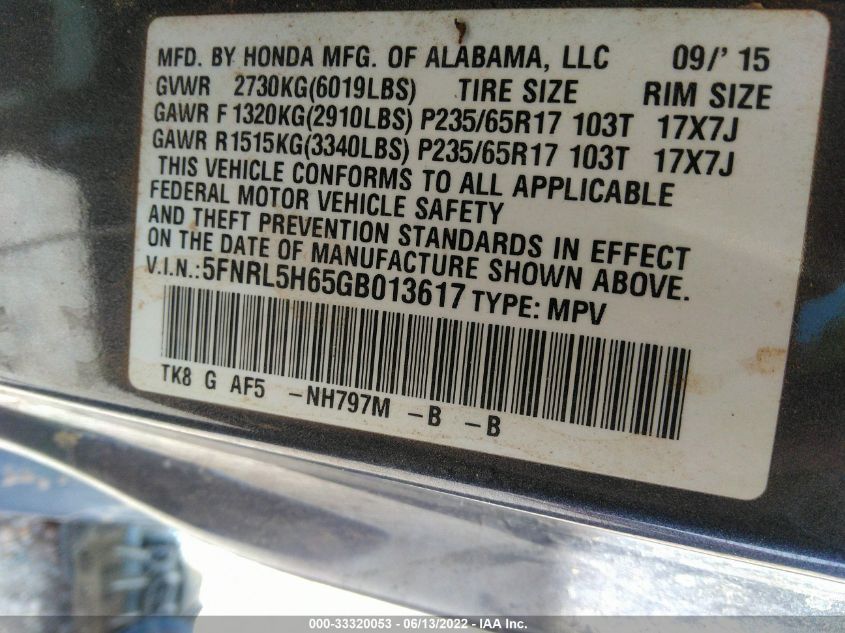 MFD. BY HONDA MFG. OF ALABAMA, LLC 09/' 15
GVWR 2730KG(6019LBS) TIRE SIZE RIM SIZE
GAWR F1320KG(2910LBS) P235/65R17 103T 17X7J
GAWR R1515KG(3340LBS) P235/65R17 103T 17X7J
THIS VEHICLE CONFORMS TO ALL APPLICABLE
FEDERAL MOTOR VEHICLE SAFETY
AND THEFT PREVENTION STANDARDS IN EFFECT
ON THE DATE OF MANUFACTURE SHOWN ABOVE.
V.I.N.:5FNRL5H65GB013617 TYPE: MPV
TK8 G AF5 -NH797M -B -B
000-33320053 - 06/13/2022 - IAA Inc.